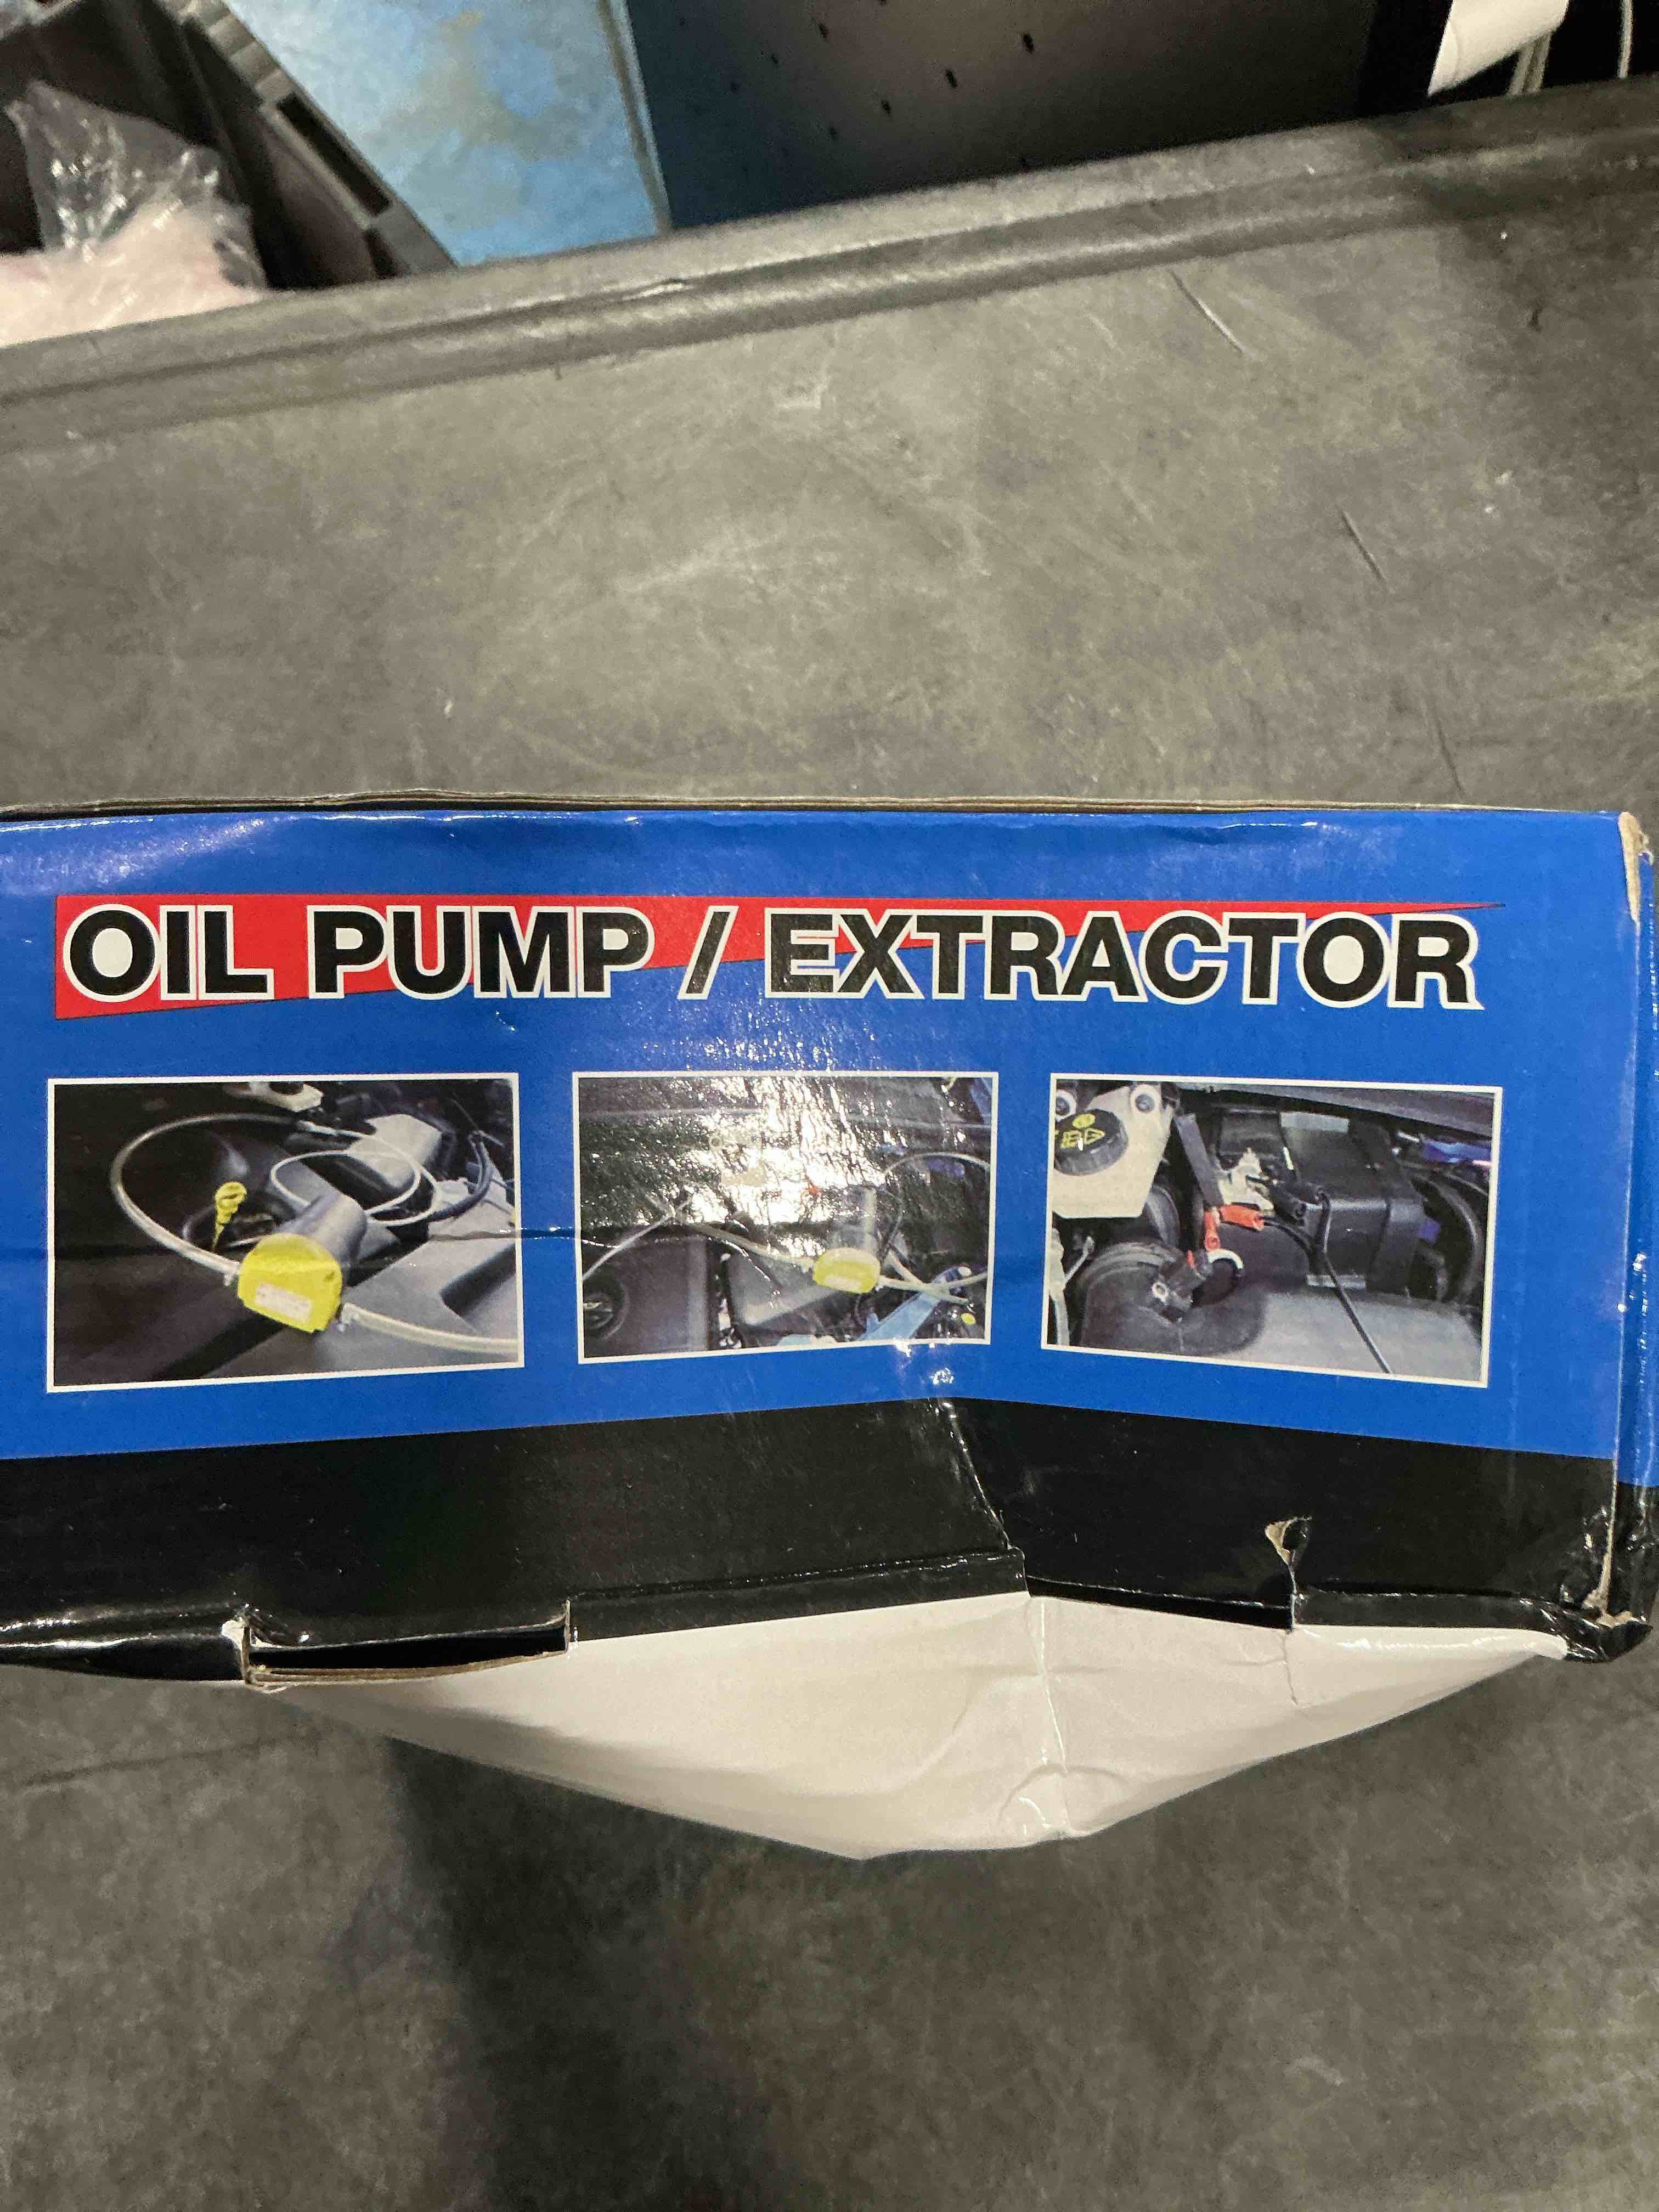 OIL PUMP / EXTRACTOR